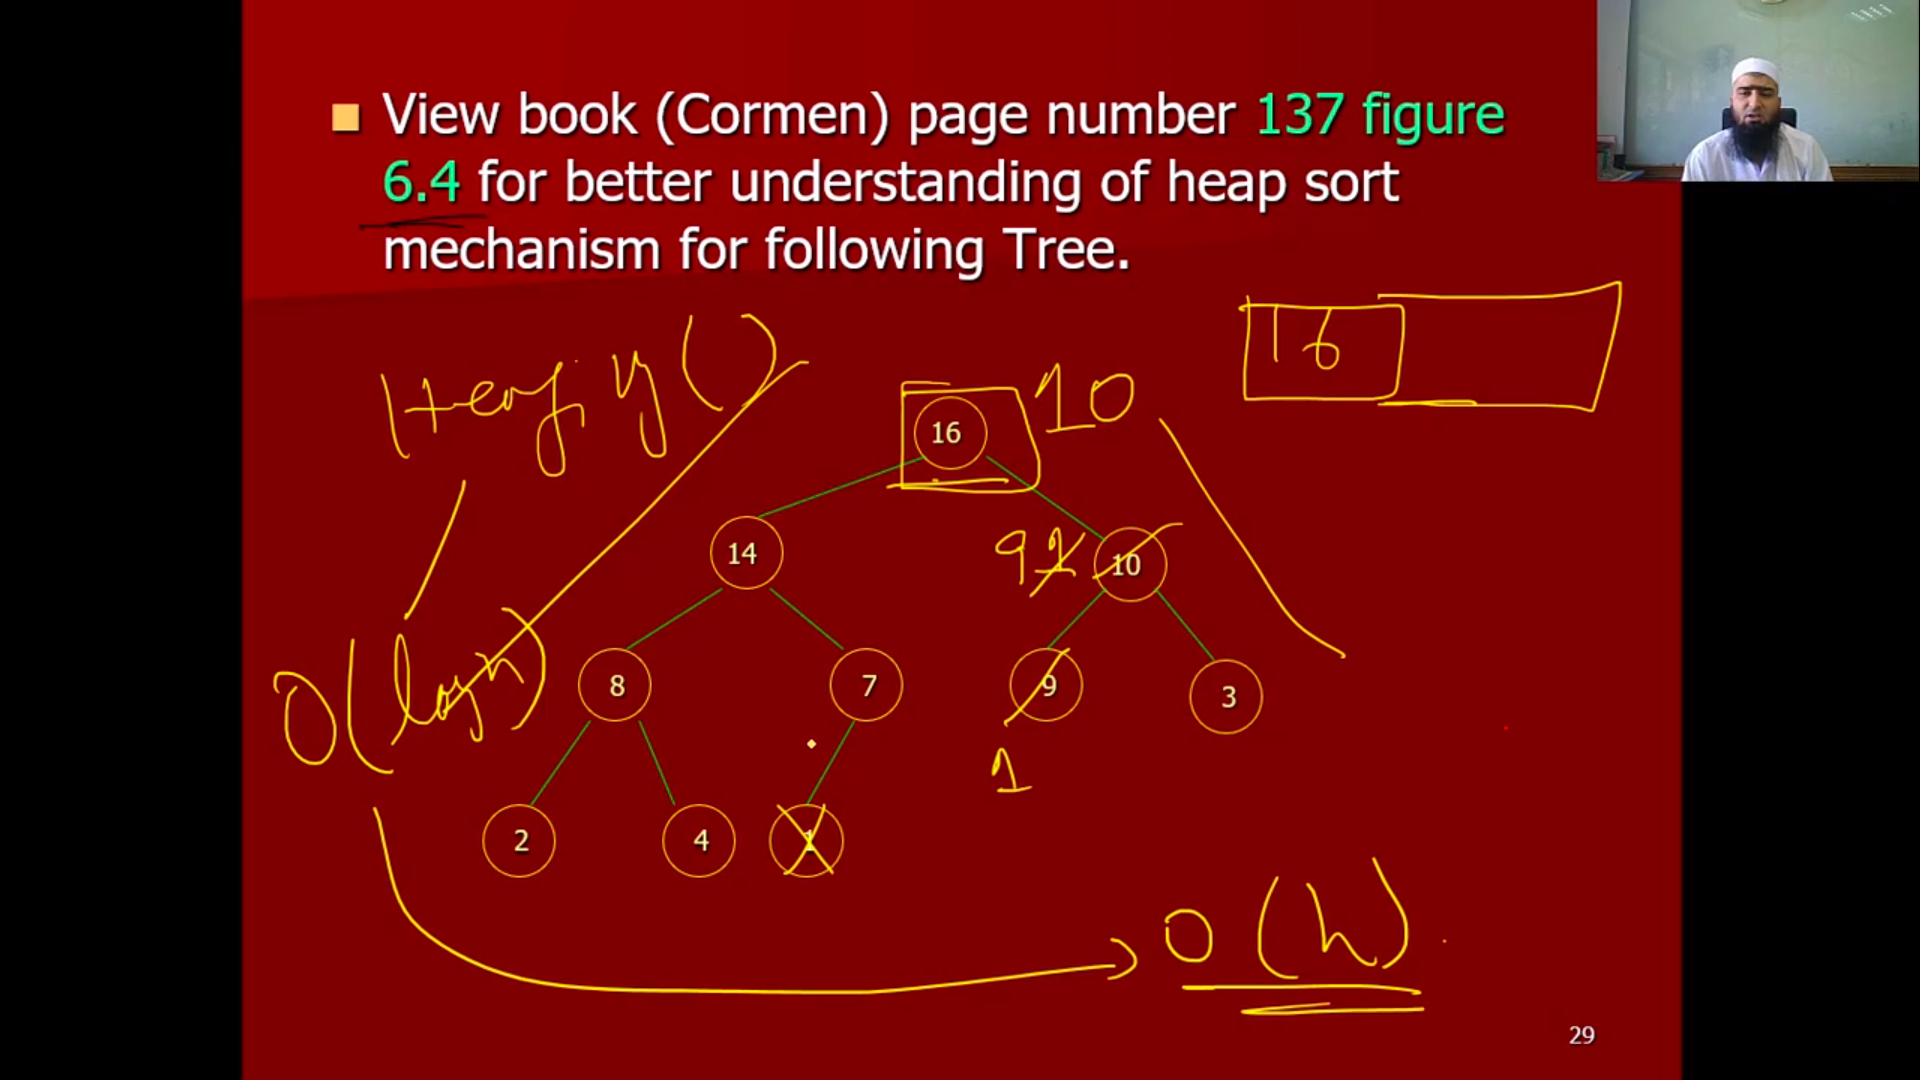 View book (Cormen) page number 137 figure
6.4 for better understanding of heap sort
mechanism for following Tree.
Heapify()
16
16
10
14
9 1
10
O(logn)
8
7
9
3
1
2
4
1
O(h)
29